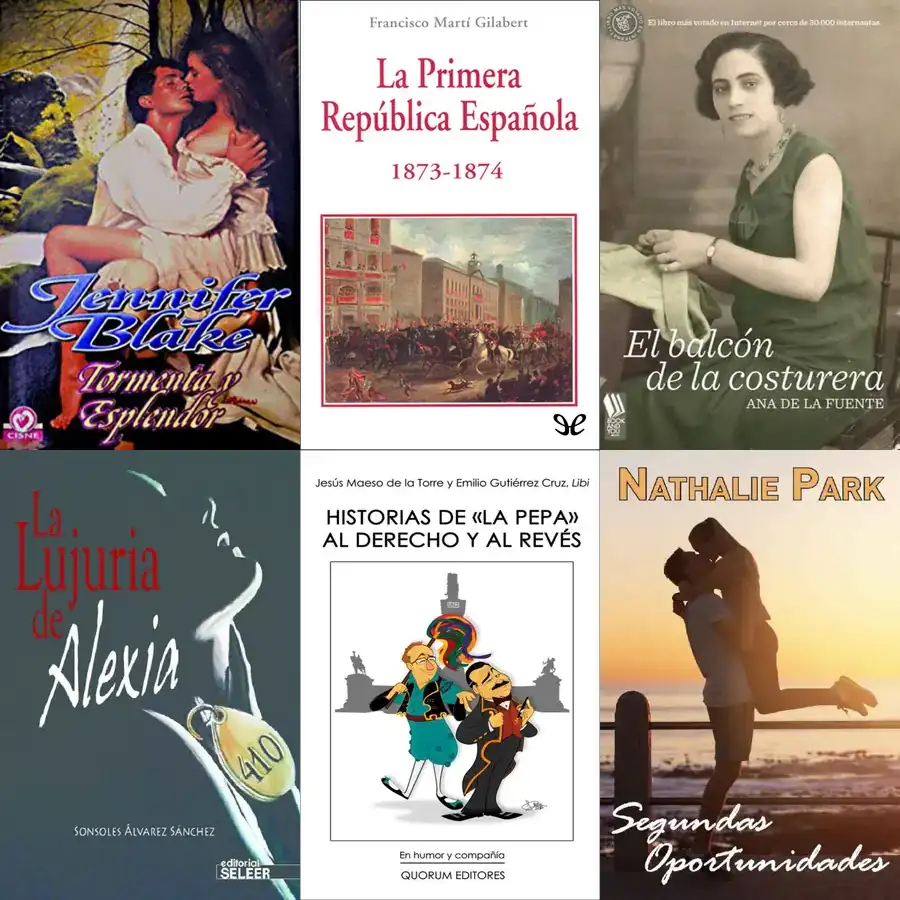 Jennifer
Blake
Tormenta y
Esplendor
CISNE
Francisco Martí Gilabert
La Primera
República Española
1873-1874
El libro más votado en Internet por cerca de 30.000 internautas.
El balcón
de la costurera
ANA DE LA FUENTE
BOOK
AND
YOU
La
Lujuria
de
Alexia
410
SONSOLES ÁLVAREZ SÁNCHEZ
editorial
SELEER
Jesús Maeso de la Torre y Emilio Gutiérrez Cruz, Libi
HISTORIAS DE «LA PEPA»
AL DERECHO Y AL REVÉS
En humor y compañía
QUORUM EDITORES
NATHALIE PARK
Segundas
Oportunidades